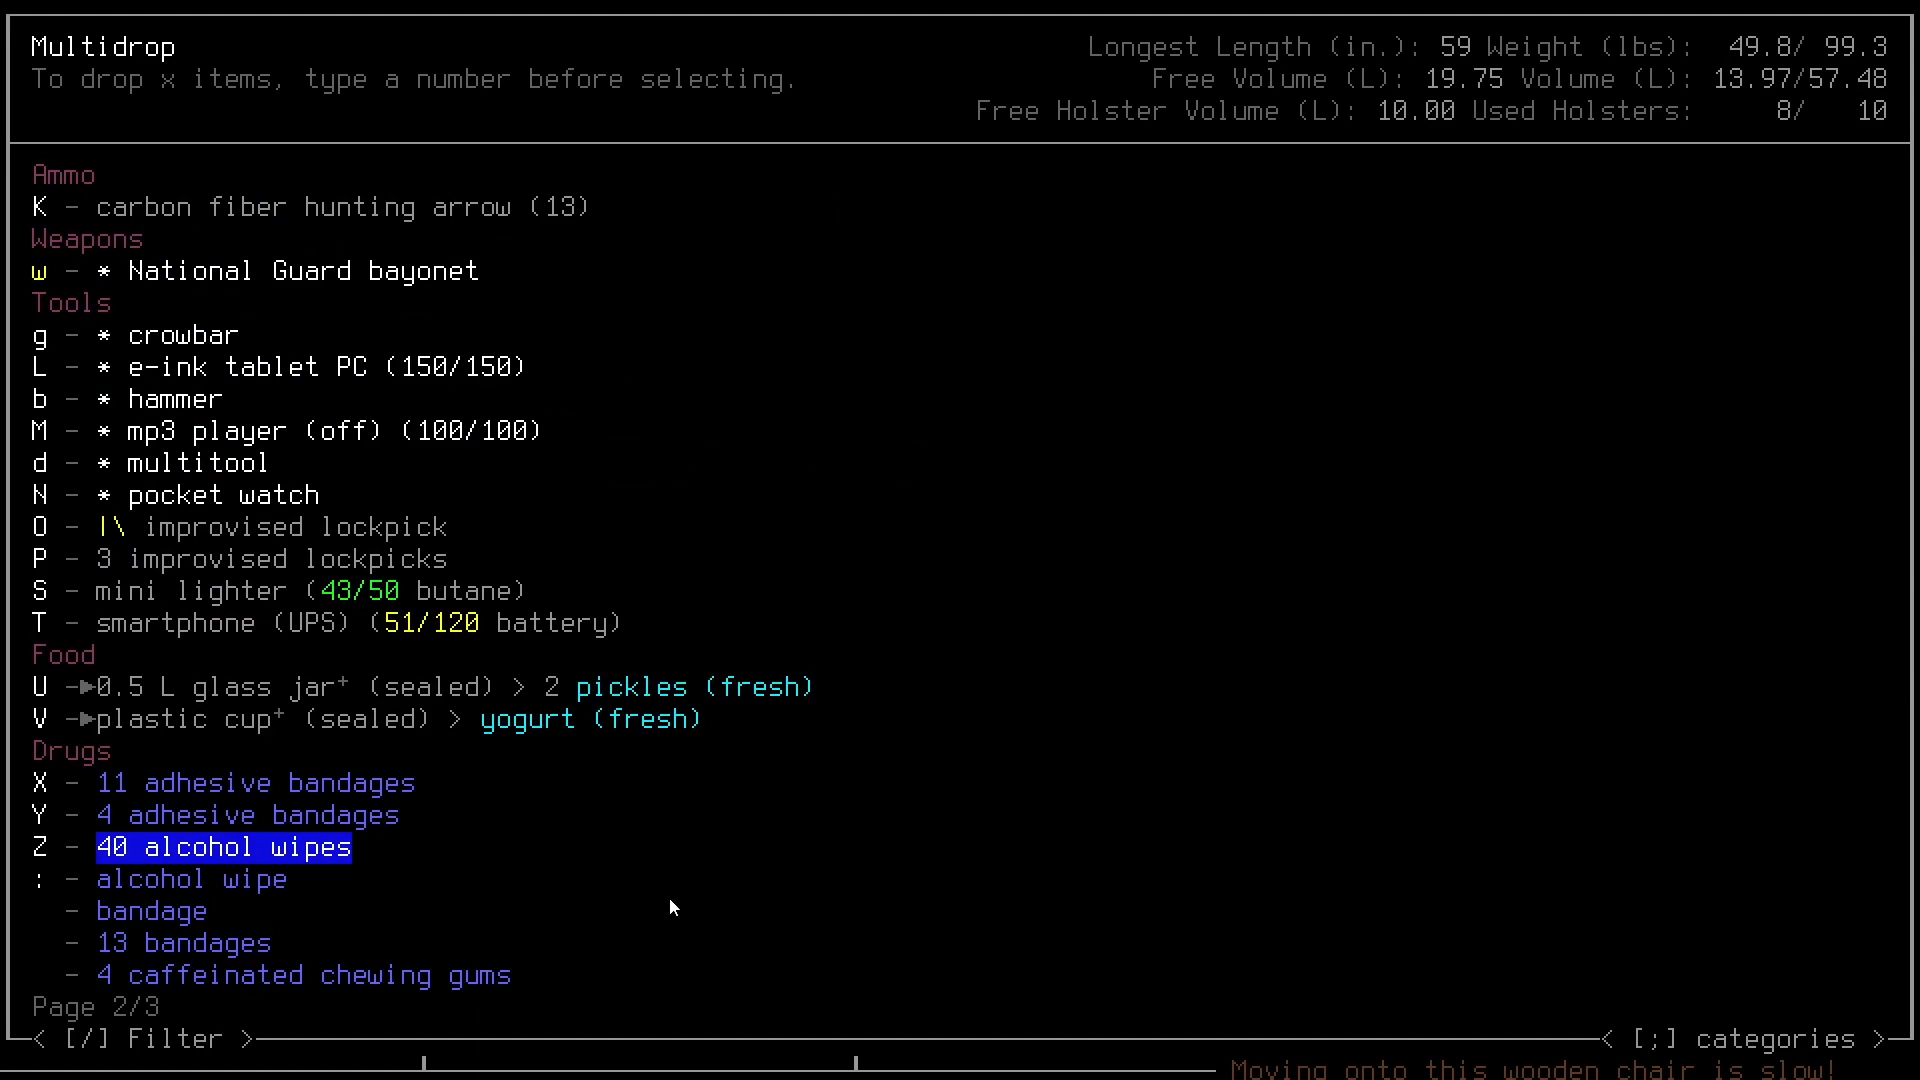 Multidrop Longest Length (in.): 59 Weight (lbs): 49.8/ 99.3
To drop x items, type a number before selecting. Free Volume (L): 19.75 Volume (L): 13.97/57.48
Free Holster Volume (L): 10.00 Used Holsters: 8/ 10
Ammo
K - carbon fiber hunting arrow (13)
Weapons
w - * National Guard bayonet
Tools
g - * crowbar
L - * e-ink tablet PC (150/150)
b - * hammer
M - * mp3 player (off) (100/100)
d - * multitool
N - * pocket watch
O - |\ improvised lockpick
P - 3 improvised lockpicks
S - mini lighter (43/50 butane)
T - smartphone (UPS) (51/120 battery)
Food
U -▶0.5 L glass jar⁺ (sealed) > 2 pickles (fresh)
V -▶plastic cup⁺ (sealed) > yogurt (fresh)
Drugs
X - 11 adhesive bandages
Y - 4 adhesive bandages
Z - 40 alcohol wipes
: - alcohol wipe
- bandage
- 13 bandages
- 4 caffeinated chewing gums
Page 2/3
< [/] Filter > < [;] categories >
Moving onto this wooden chair is slow!